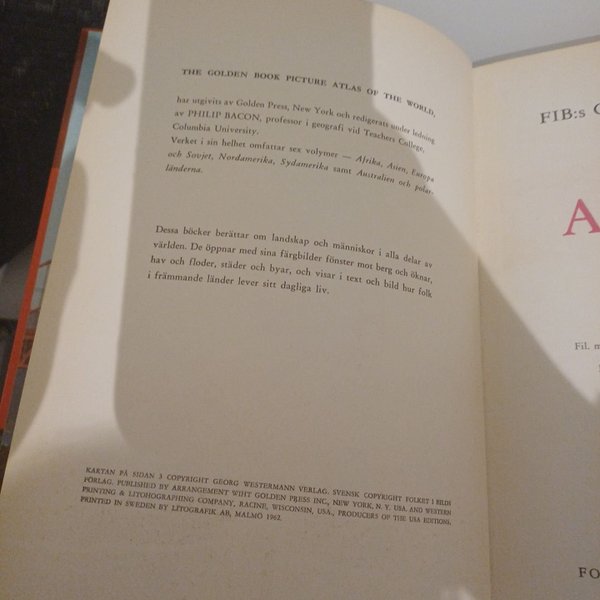 THE GOLDEN BOOK PICTURE ATLAS OF THE WORLD,
har utgivits av Golden Press, New York och redigerats under ledning
av PHILIP BACON, professor i geografi vid Teachers College,
Columbia University.
Verket i sin helhet omfattar sex volymer — Afrika, Asien, Europa
och Sovjet, Nordamerika, Sydamerika samt Australien och polar-
länderna.
Dessa böcker berättar om landskap och människor i alla delar av
världen. De öppnar med sina färgbilder fönster mot berg och öknar,
hav och floder, städer och byar, och visar i text och bild hur folk
i främmande länder lever sitt dagliga liv.
KARTAN PÅ SIDAN 3 COPYRIGHT GEORG WESTERMANN VERLAG. SVENSK COPYRIGHT FOLKET I BILDS
FÖRLAG. PUBLISHED BY ARRANGEMENT WIHT GOLDEN PRESS INC., NEW YORK, N. Y. USA. AND WESTERN
PRINTING & LITOHOGRAPHING COMPANY, RACINE, WISCONSIN, USA., PRODUCERS OF THE USA EDITIONS.
PRINTED IN SWEDEN BY LITOGRAFIK AB, MALMÖ 1962.
FIB:s
A
Fil.
FO